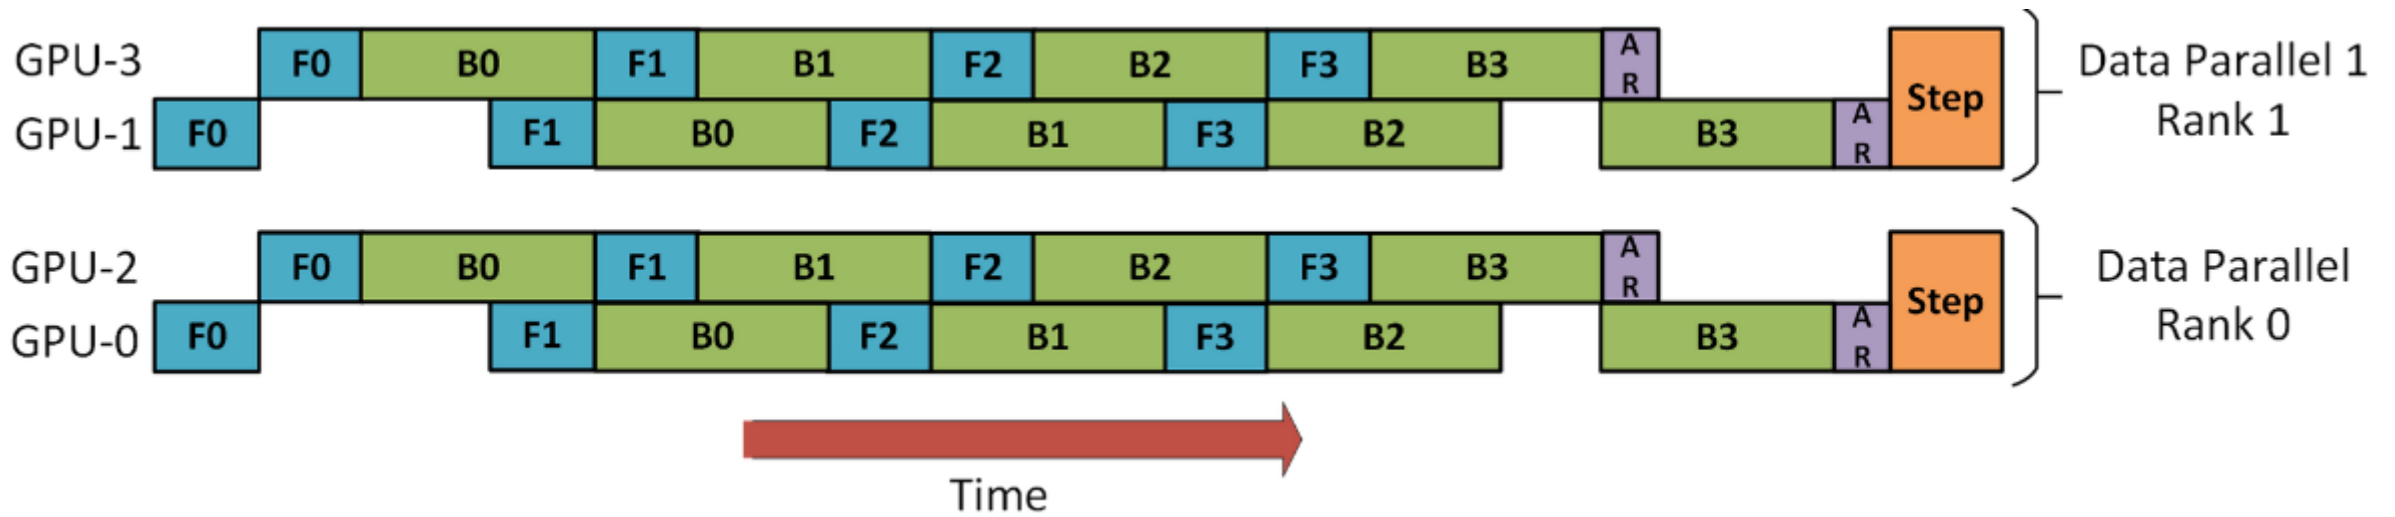 GPU-3 F0 B0 F1 B1 F2 B2 F3 B3 A R
GPU-1 F0 F1 B0 F2 B1 F3 B2 B3 A R
Step
Data Parallel 1
Rank 1
GPU-2 F0 B0 F1 B1 F2 B2 F3 B3 A R
GPU-0 F0 F1 B0 F2 B1 F3 B2 B3 A R
Step
Data Parallel
Rank 0
Time